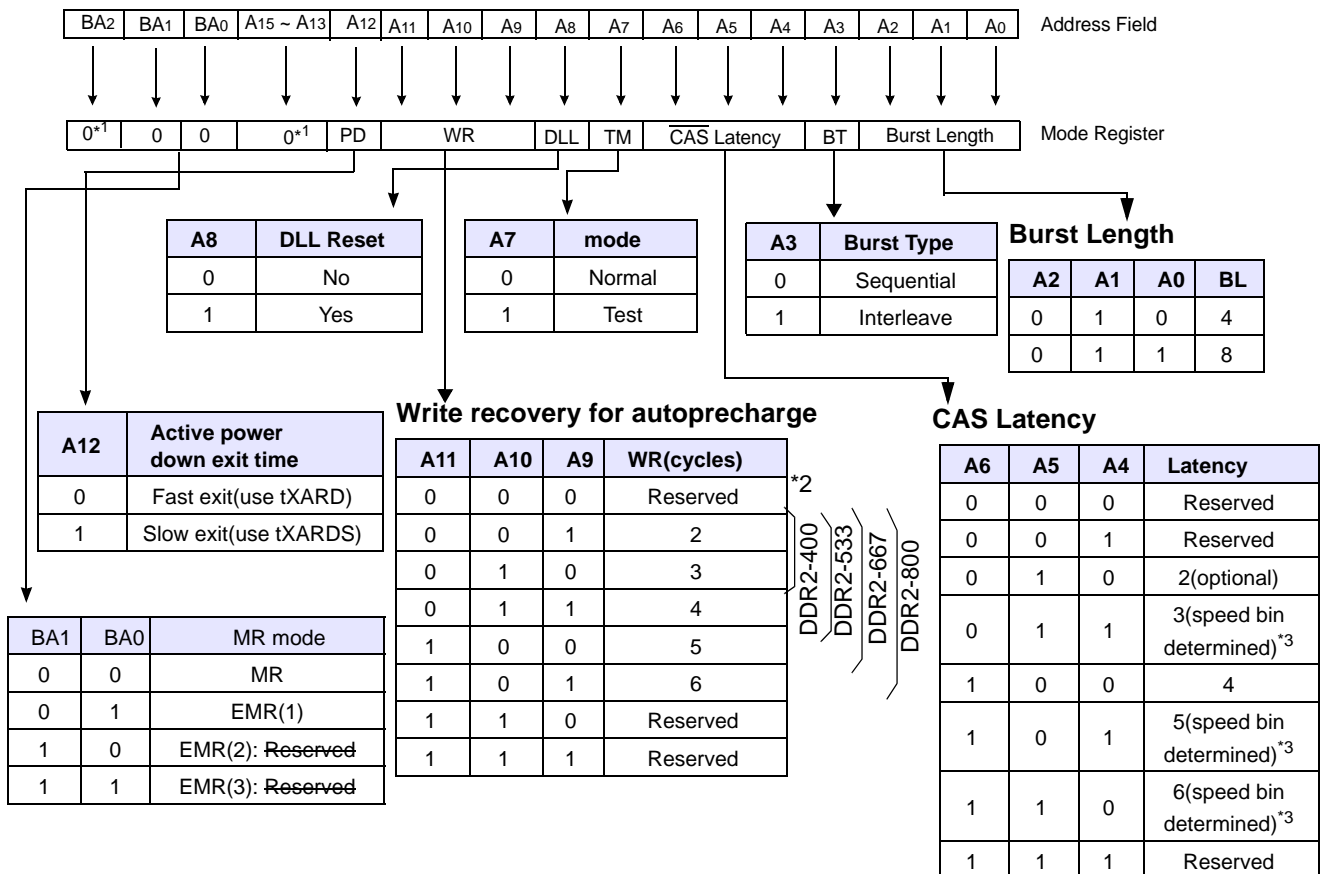 BA2 BA1 BA0 A15 ~ A13 A12 A11 A10 A9 A8 A7 A6 A5 A4 A3 A2 A1 A0 Address Field
0*1 0 0 0*1 PD WR DLL TM CAS Latency BT Burst Length Mode Register
A8 DLL Reset
0 No
1 Yes
A7 mode
0 Normal
1 Test
A3 Burst Type
0 Sequential
1 Interleave
Burst Length
A2 A1 A0 BL
0 1 0 4
0 1 1 8
A12 Active power
down exit time
0 Fast exit(use tXARD)
1 Slow exit(use tXARDS)
Write recovery for autoprecharge
A11 A10 A9 WR(cycles)
0 0 0 Reserved
0 0 1 2
0 1 0 3
0 1 1 4
1 0 0 5
1 0 1 6
1 1 0 Reserved
1 1 1 Reserved
*2
DDR2-400
DDR2-533
DDR2-667
DDR2-800
CAS Latency
A6 A5 A4 Latency
0 0 0 Reserved
0 0 1 Reserved
0 1 0 2(optional)
0 1 1 3(speed bin
determined)*3
1 0 0 4
1 0 1 5(speed bin
determined)*3
1 1 0 6(speed bin
determined)*3
1 1 1 Reserved
BA1 BA0 MR mode
0 0 MR
0 1 EMR(1)
1 0 EMR(2): Reserved
1 1 EMR(3): Reserved